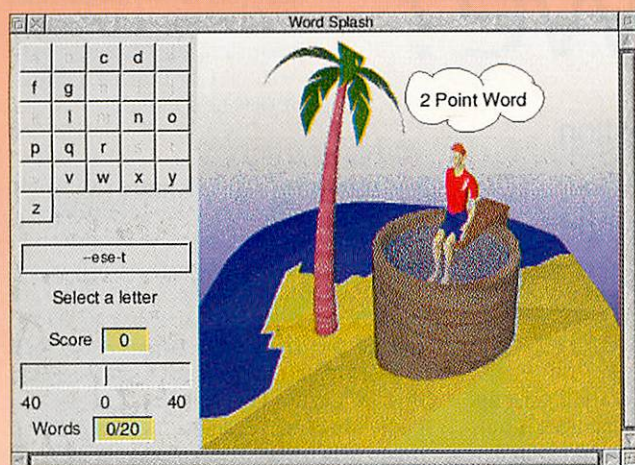 Word Splash
c d
f g
l n o
p q r
v w x y
z
2 Point Word
--ese-t
Select a letter
Score 0
40 0 40
Words 0/20